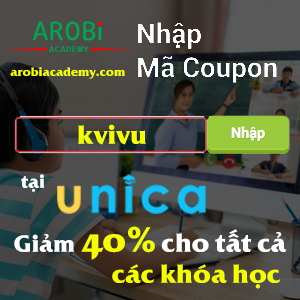 AROBi
ACADEMY
arobiacademy.com
Nhập
Mã Coupon
kvivu
Nhập
tại
unica
Giảm 40% cho tất cả
các khóa học